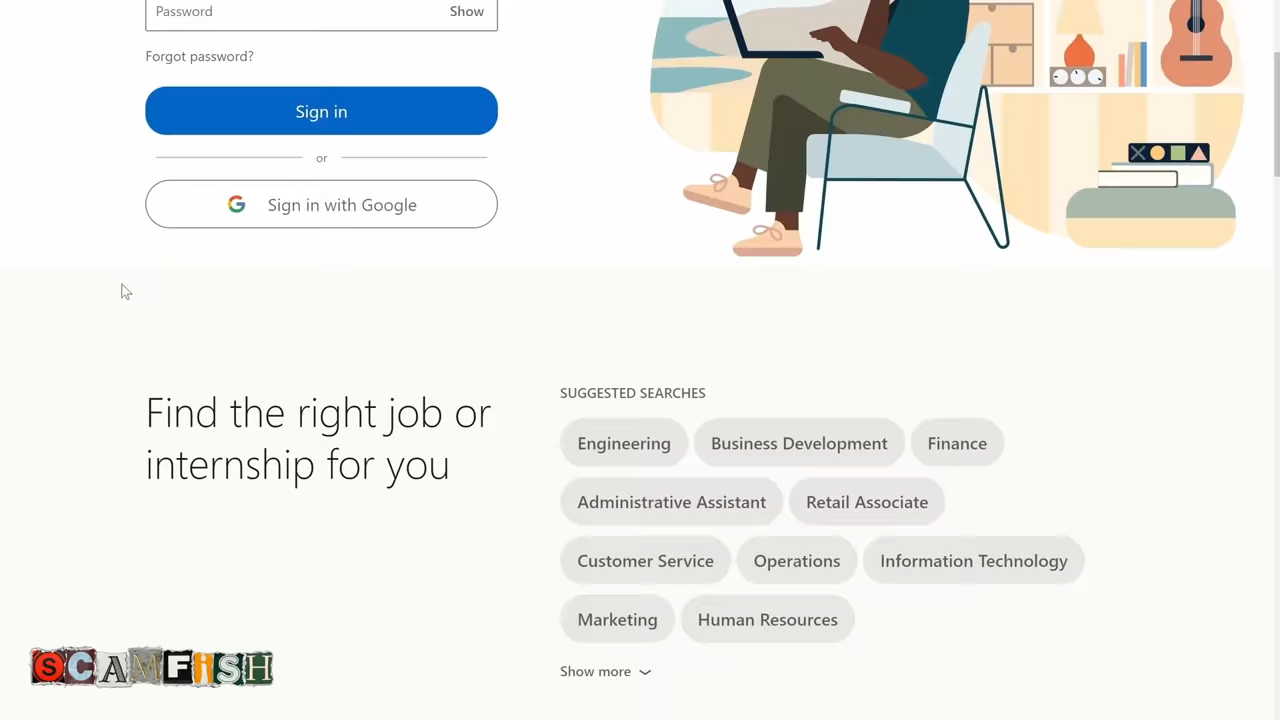 Password Show
Forgot password?
Sign in
or
Sign in with Google
Find the right job or
internship for you
SUGGESTED SEARCHES
Engineering Business Development Finance
Administrative Assistant Retail Associate
Customer Service Operations Information Technology
Marketing Human Resources
Show more
SCAMFiSH